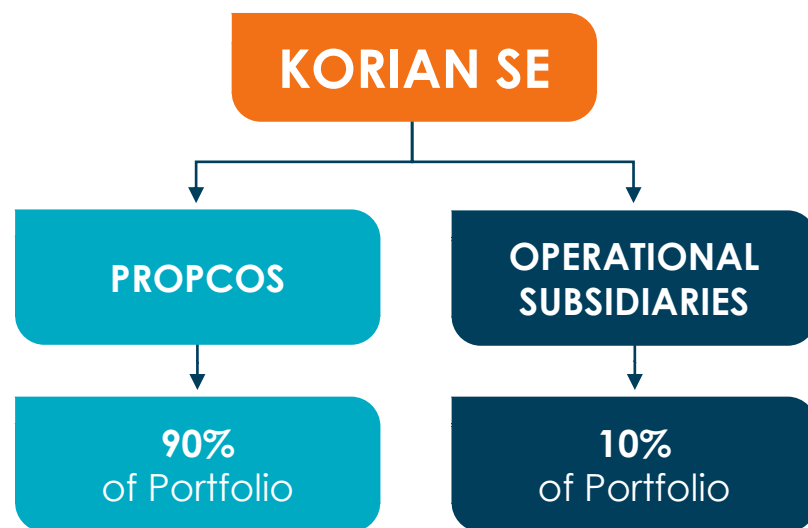 KORIAN SE
PROPCOS
OPERATIONAL
SUBSIDIARIES
90%
of Portfolio
10%
of Portfolio